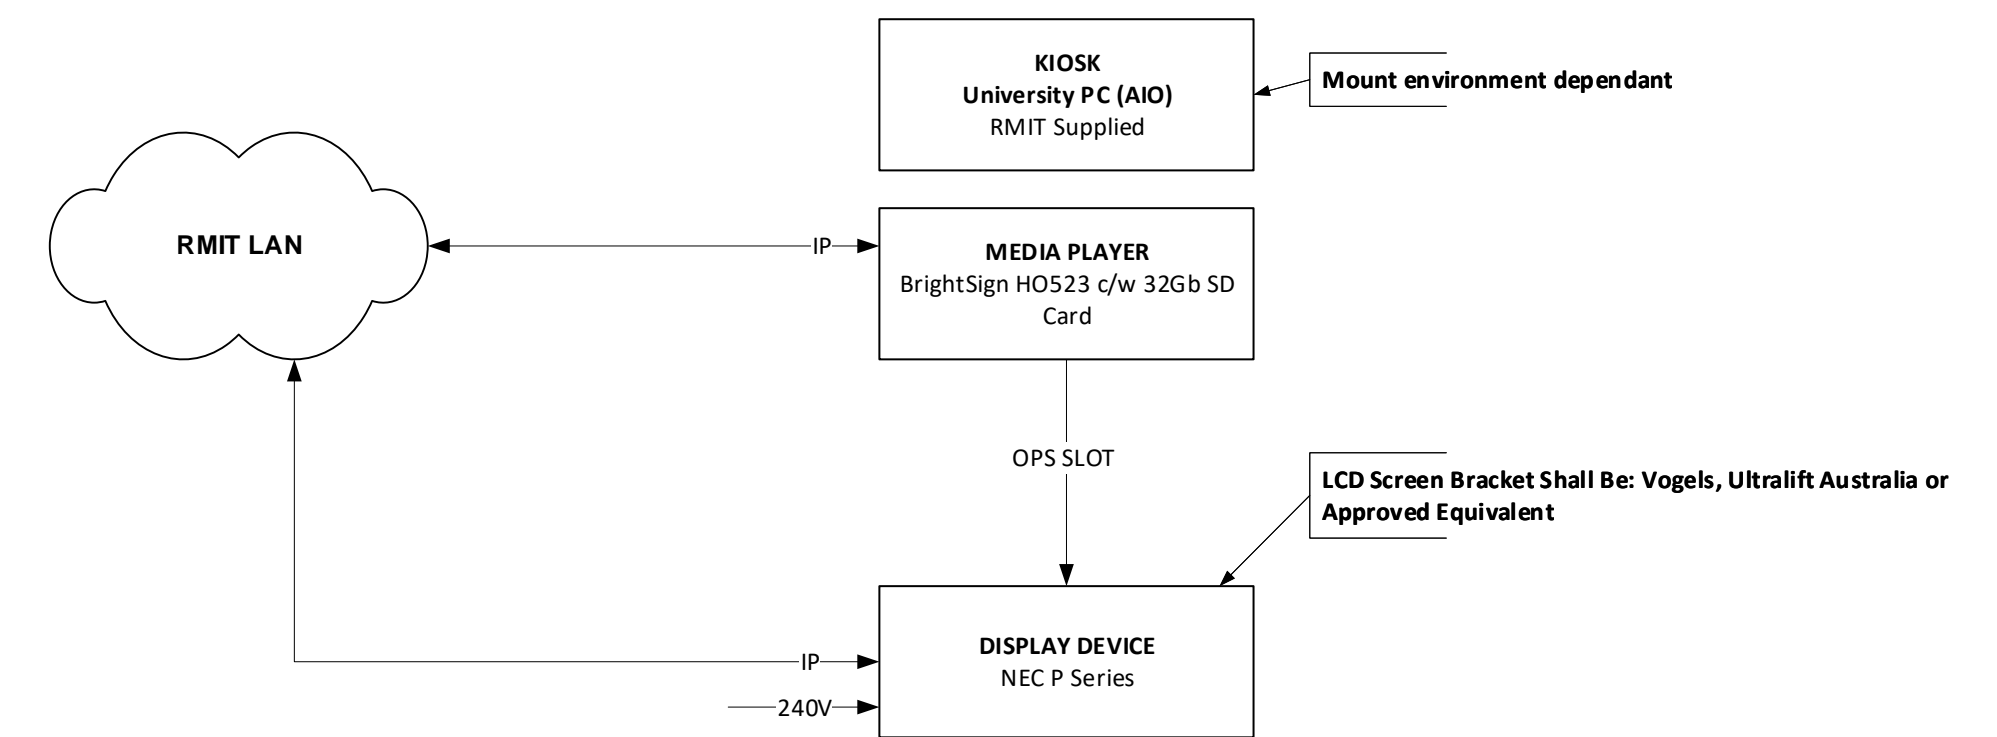 KIOSK
University PC (AIO)
RMIT Supplied
Mount environment dependant
RMIT LAN
IP
MEDIA PLAYER
BrightSign HO523 c/w 32Gb SD
Card
OPS SLOT
LCD Screen Bracket Shall Be: Vogels, Ultralift Australia or
Approved Equivalent
DISPLAY DEVICE
NEC P Series
IP
240V